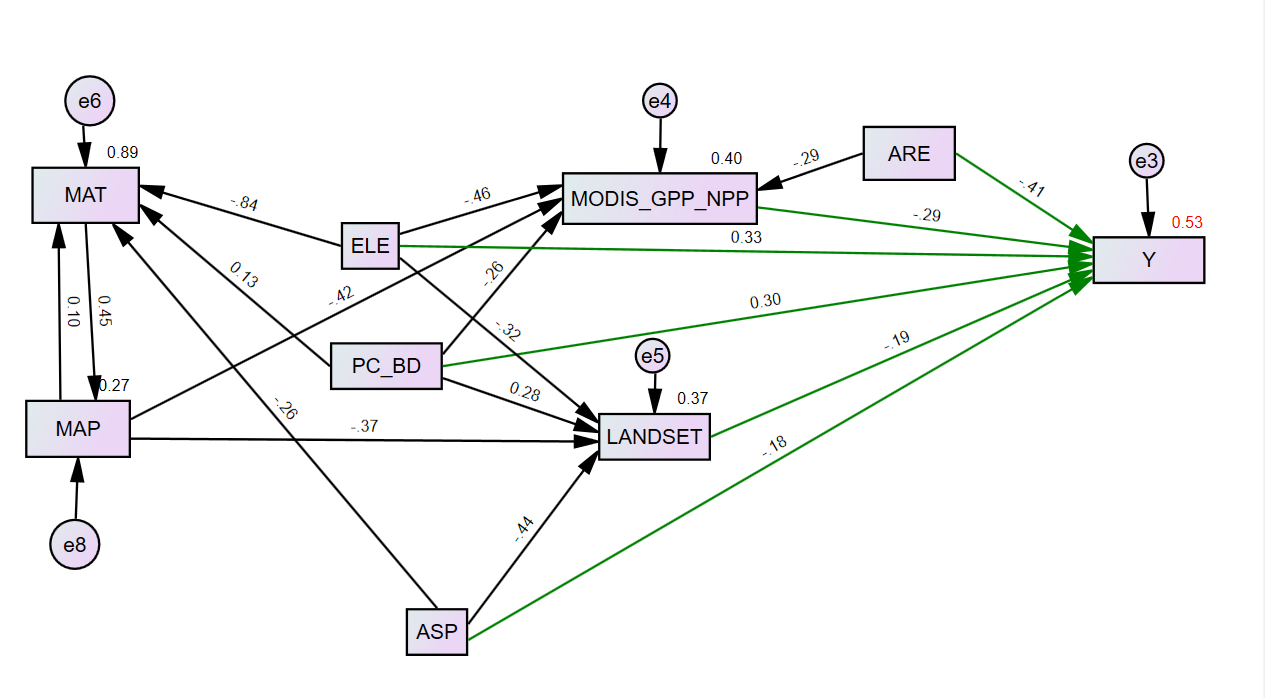 e6
e4
e3
0.89
0.40
-.29
ARE
MAT
MODIS_GPP_NPP
-.84
-.46
-.41
-.29
0.53
ELE
0.33
Y
0.13
-.26
-.42
0.10
0.45
0.30
-.32
-.19
PC_BD
e5
0.27
0.28
0.37
-.26
MAP
-.37
LANDSET
-.18
-.44
e8
ASP